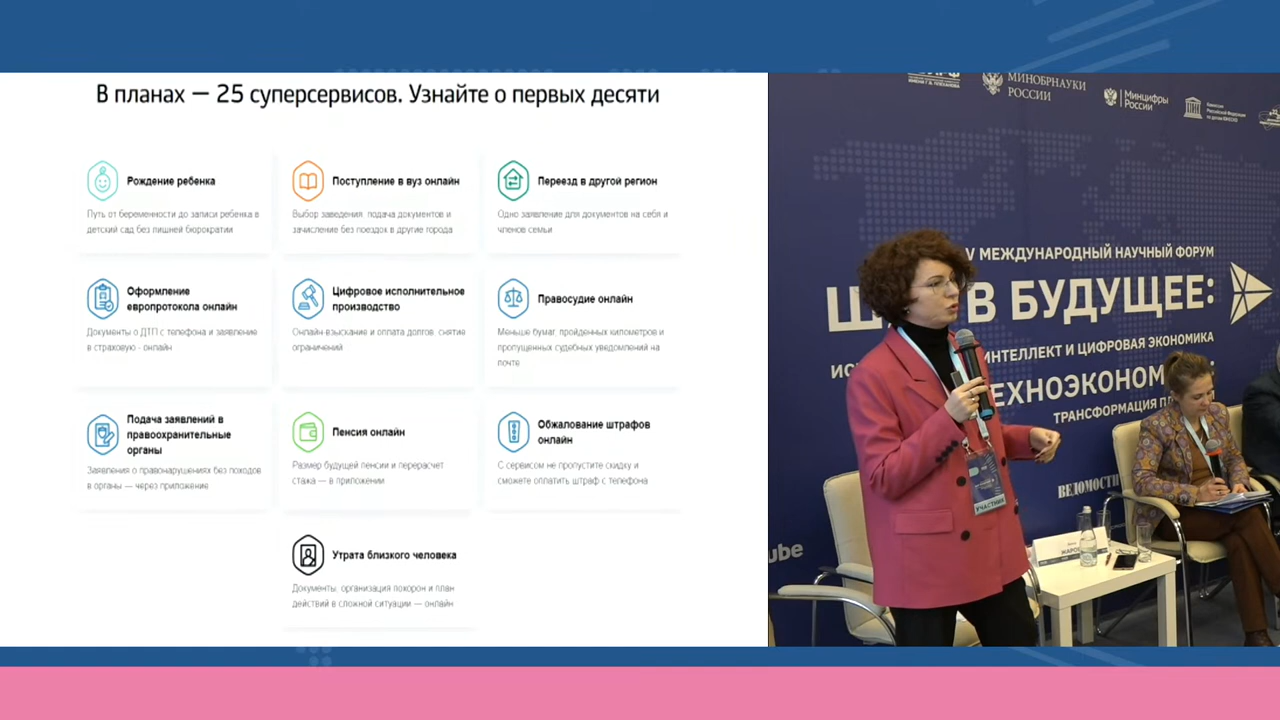 В планах — 25 суперсервисов. Узнайте о первых десяти
Рождение ребенка
Путь от беременности до записи ребенка в
детский сад без лишней бюрократии
Поступление в вуз онлайн
Выбор заведения подача документов и
зачисление без поездок в другие города
Переезд в другой регион
Одно заявление для документов на себя и
членов семьи
Оформление
европротокола онлайн
Документы о ДТП с телефона и заявление
в страховую - онлайн
Цифровое исполнительное
производство
Онлайн-взыскание и оплата долгов снятие
ограничений
Правосудие онлайн
Меньше бумаг, пройденных километров и
пропущенных судебных уведомлений на
почте
Подача заявлений в
правоохранительные
органы
Заявления о правонарушениях без походов
в органы — через приложение
Пенсия онлайн
Размер будущей пенсии и перерасчет
стажа — в приложении
Обжалование штрафов
онлайн
С сервисом не пропустите скидку и
сможете оплатить штраф с телефона
Утрата близкого человека
Документы организация похорон и план
действий в сложной ситуации — онлайн
МИНОБРНАУКИ
РОССИИ
Минцифры
России
V МЕЖДУНАРОДНЫЙ НАУЧНЫЙ ФОРУМ
Ш В БУДУЩЕЕ:
ИНТЕЛЛЕКТ И ЦИФРОВАЯ ЭКОНОМИКА
ЕХНОЭКОНОМ
ТРАНСФОРМАЦИЯ
ВЕДОМОСТИ
ube
УЧАСТНИК